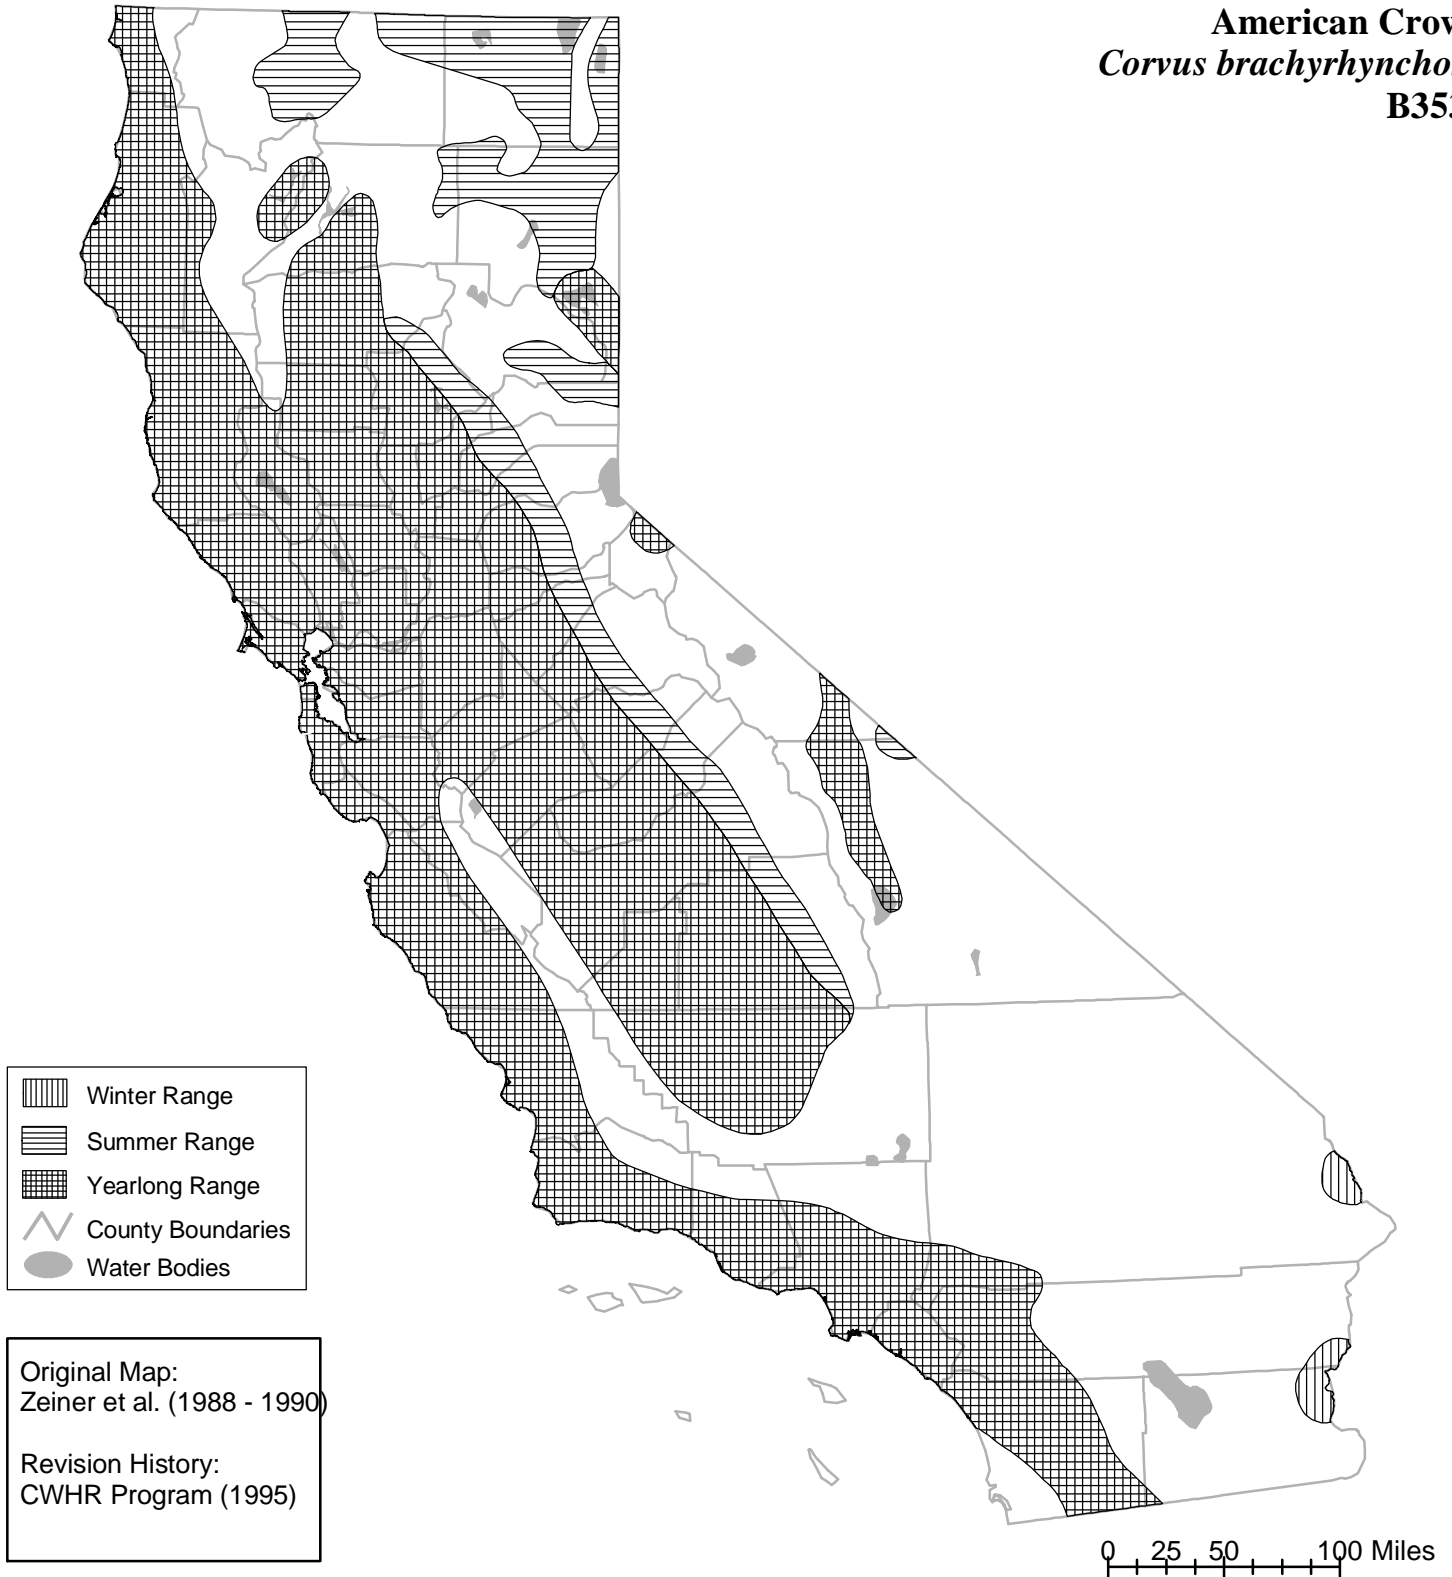 American Crow
Corvus brachyrhynchos
B353
Winter Range
Summer Range
Yearlong Range
County Boundaries
Water Bodies
Original Map:
Zeiner et al. (1988 - 1990)
Revision History:
CWHR Program (1995)
0 25 50 100 Miles